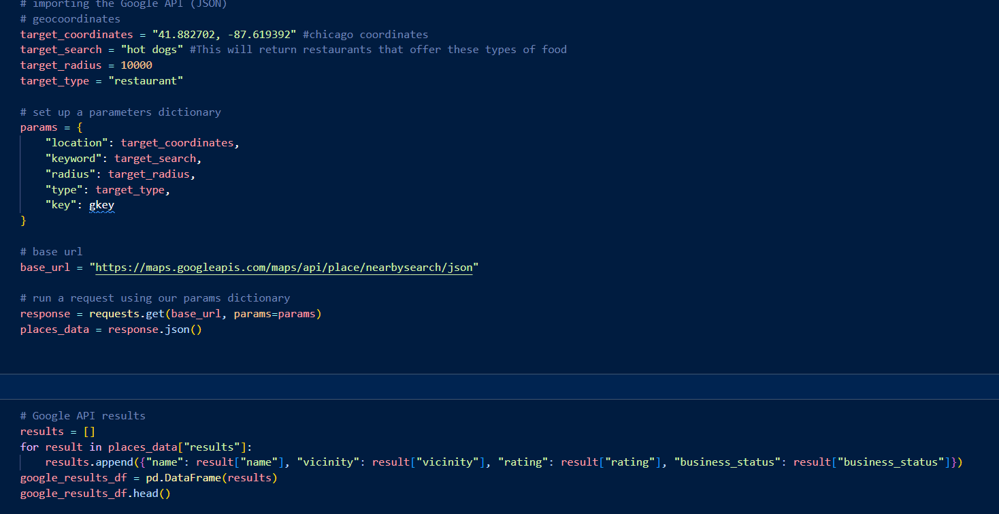 # importing the Google API (JSON)
# geocoordinates
target_coordinates = "41.882702, -87.619392" #chicago coordinates
target_search = "hot dogs" #This will return restaurants that offer these types of food
target_radius = 10000
target_type = "restaurant"
# set up a parameters dictionary
params = {
    "location": target_coordinates,
    "keyword": target_search,
    "radius": target_radius,
    "type": target_type,
    "key": gkey
}
# base url
base_url = "https://maps.googleapis.com/maps/api/place/nearbysearch/json"
# run a request using our params dictionary
response = requests.get(base_url, params=params)
places_data = response.json()
# Google API results
results = []
for result in places_data["results"]:
    results.append({"name": result["name"], "vicinity": result["vicinity"], "rating": result["rating"], "business_status": result["business_status"]})
google_results_df = pd.DataFrame(results)
google_results_df.head()